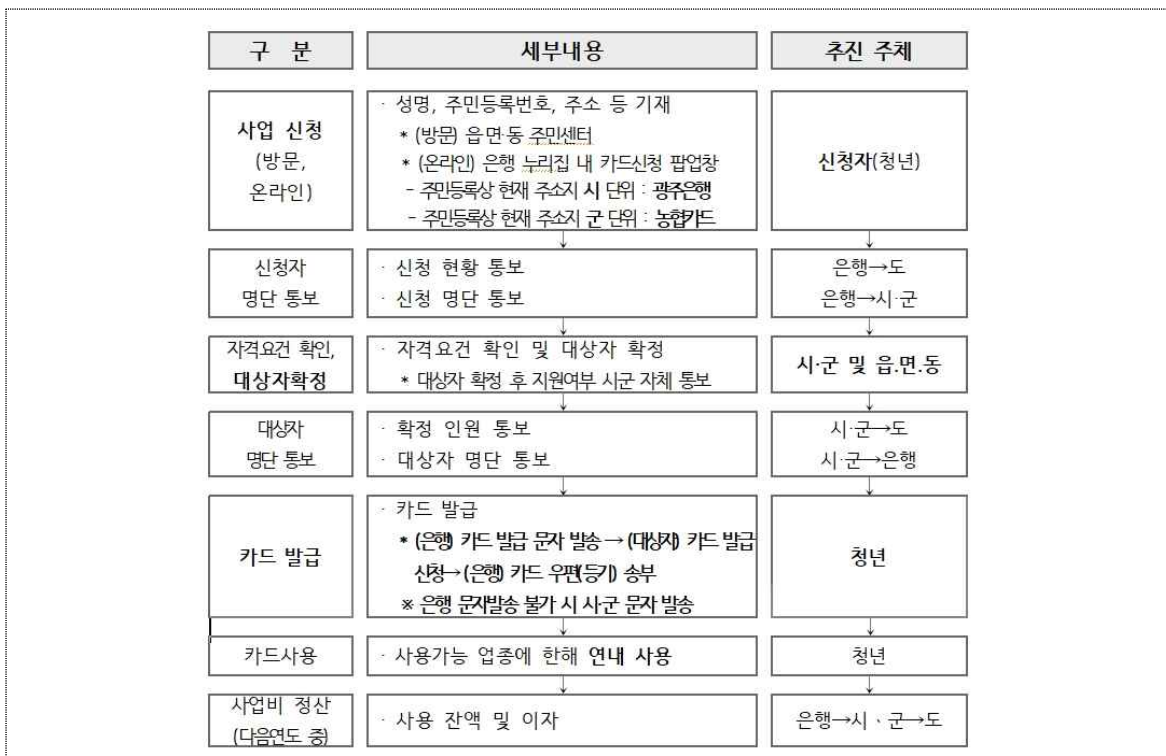 구 분 세부내용 추진 주체
사업 신청
(방문,
온라인)
· 성명, 주민등록번호, 주소 등 기재
* (방문) 읍·면·동 주민센터
* (온라인) 은행 누리집 내 카드신청 팝업창
- 주민등록상 현재 주소지 시 단위 : 광주은행
- 주민등록상 현재 주소지 군 단위 : 농협카드
신청자(청년)
신청자
명단 통보
· 신청 현황 통보
· 신청 명단 통보
은행→도
은행→시·군
자격요건 확인,
대상자확정
· 자격요건 확인 및 대상자 확정
* 대상자 확정 후 지원여부 시군 자체 통보
시·군 및 읍.면.동
대상자
명단 통보
· 확정 인원 통보
· 대상자 명단 통보
시·군→도
시·군→은행
카드 발급
· 카드 발급
* (은행) 카드 발급 문자 발송 → (대상자) 카드 발급
신청→ (은행) 카드 우편(등기) 송부
※ 은행 문자발송 불가 시 시·군 문자 발송
청년
카드사용
· 사용가능 업종에 한해 연내 사용
청년
사업비 정산
(다음연도 중)
· 사용 잔액 및 이자
은행→시、군→도